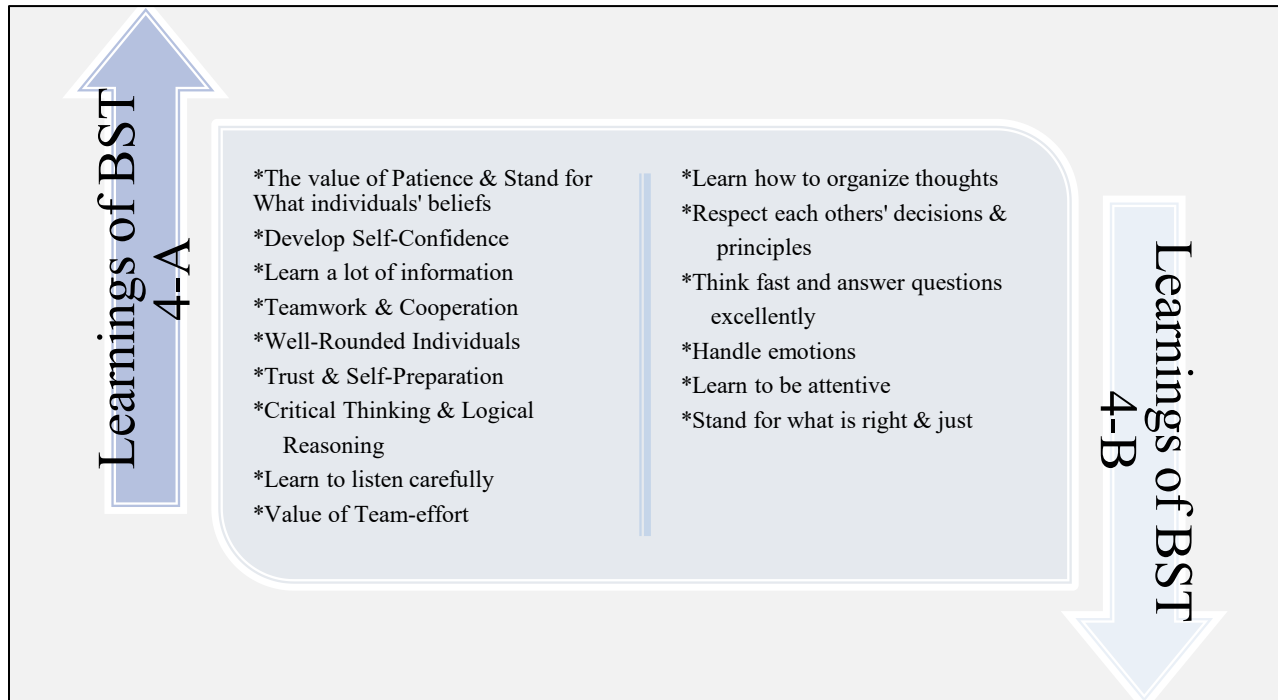 Learnings of BST
4-A
*The value of Patience & Stand for
What individuals' beliefs
*Develop Self-Confidence
*Learn a lot of information
*Teamwork & Cooperation
*Well-Rounded Individuals
*Trust & Self-Preparation
*Critical Thinking & Logical
Reasoning
*Learn to listen carefully
*Value of Team-effort
*Learn how to organize thoughts
*Respect each others' decisions &
principles
*Think fast and answer questions
excellently
*Handle emotions
*Learn to be attentive
*Stand for what is right & just
Learnings of BST
4-B